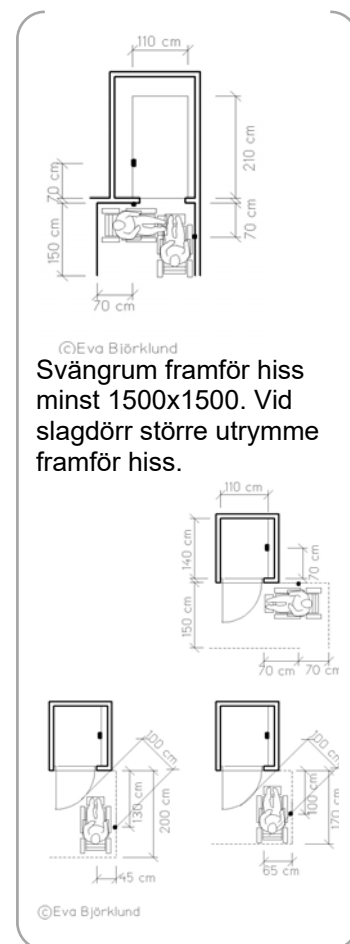 110 cm
210 cm
70 cm
150 cm
70 cm
70 cm
©Eva Björklund
Svängrum framför hiss
minst 1500x1500. Vid
slagdörr större utrymme
framför hiss.
110 cm
140 cm
150 cm
70 cm
70 cm 70 cm
100 cm
130 cm
200 cm
45 cm
100 cm
100 cm
170 cm
65 cm
©Eva Björklund